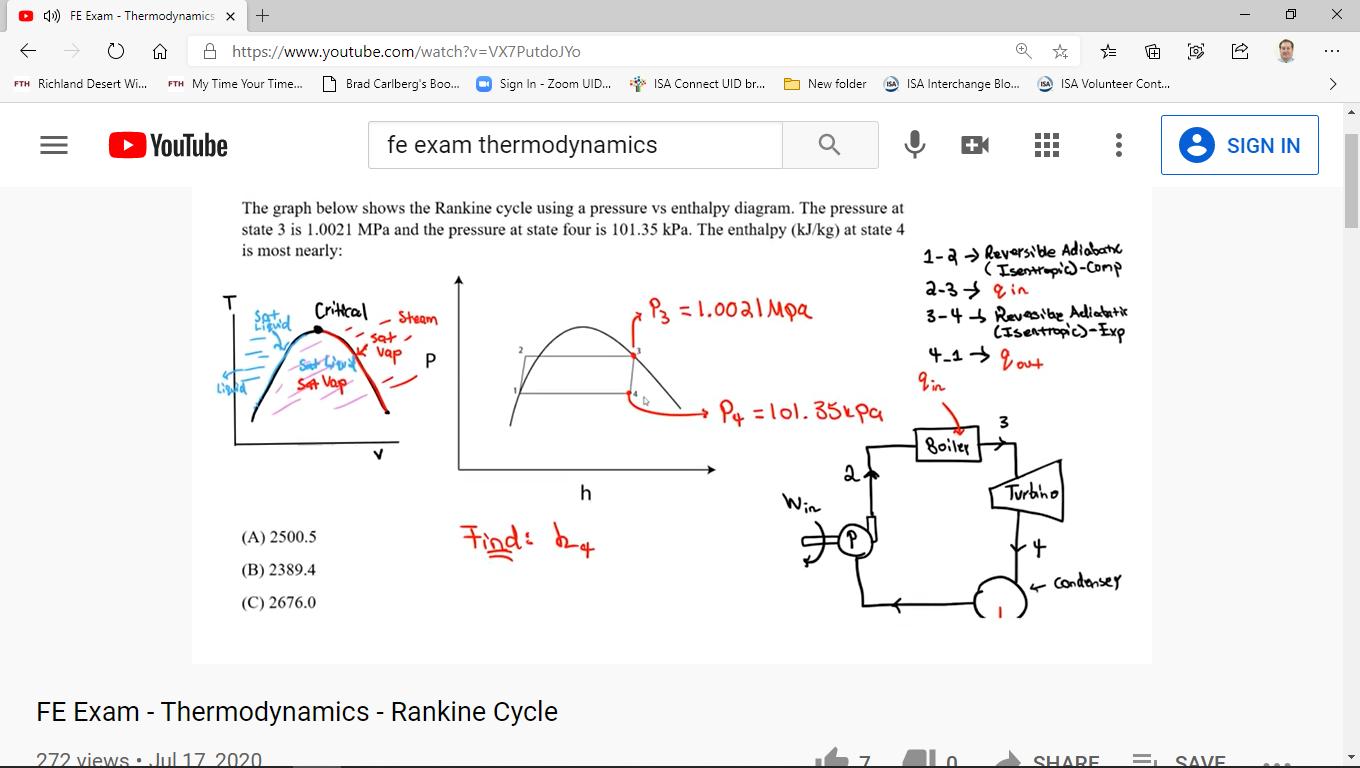 FE Exam - Thermodynamics
https://www.youtube.com/watch?v=VX7PutdoJYo
FTH Richland Desert Wi...
FTH My Time Your Time...
Brad Carlberg's Boo...
Sign In - Zoom UID...
ISA Connect UID br...
New folder
ISA Interchange Blo...
ISA Volunteer Cont...
YouTube
fe exam thermodynamics
SIGN IN
The graph below shows the Rankine cycle using a pressure vs enthalpy diagram. The pressure at
state 3 is 1.0021 MPa and the pressure at state four is 101.35 kPa. The enthalpy (kJ/kg) at state 4
is most nearly:
1-2 → Reversible Adiabatic
(Isentropic)-Comp
2-3 → q in
3-4 → Revesible Adiabatic
(Isentropic)-Exp
4_1 → q out
T
Sat
Liquid
Critical
Steam
Sat
Vap
Liquid
Sat Liquid
Sat Vap
v
P
2
3
1
4
h
P3 = 1.0021 MPa
P4 = 101.35 kPa
q in
Boiler
3
2
Turbine
Win
P
4
Condenser
Find: h4
(A) 2500.5
(B) 2389.4
(C) 2676.0
FE Exam - Thermodynamics - Rankine Cycle
272 views • Jul 17, 2020
7
0
SHARE
SAVE